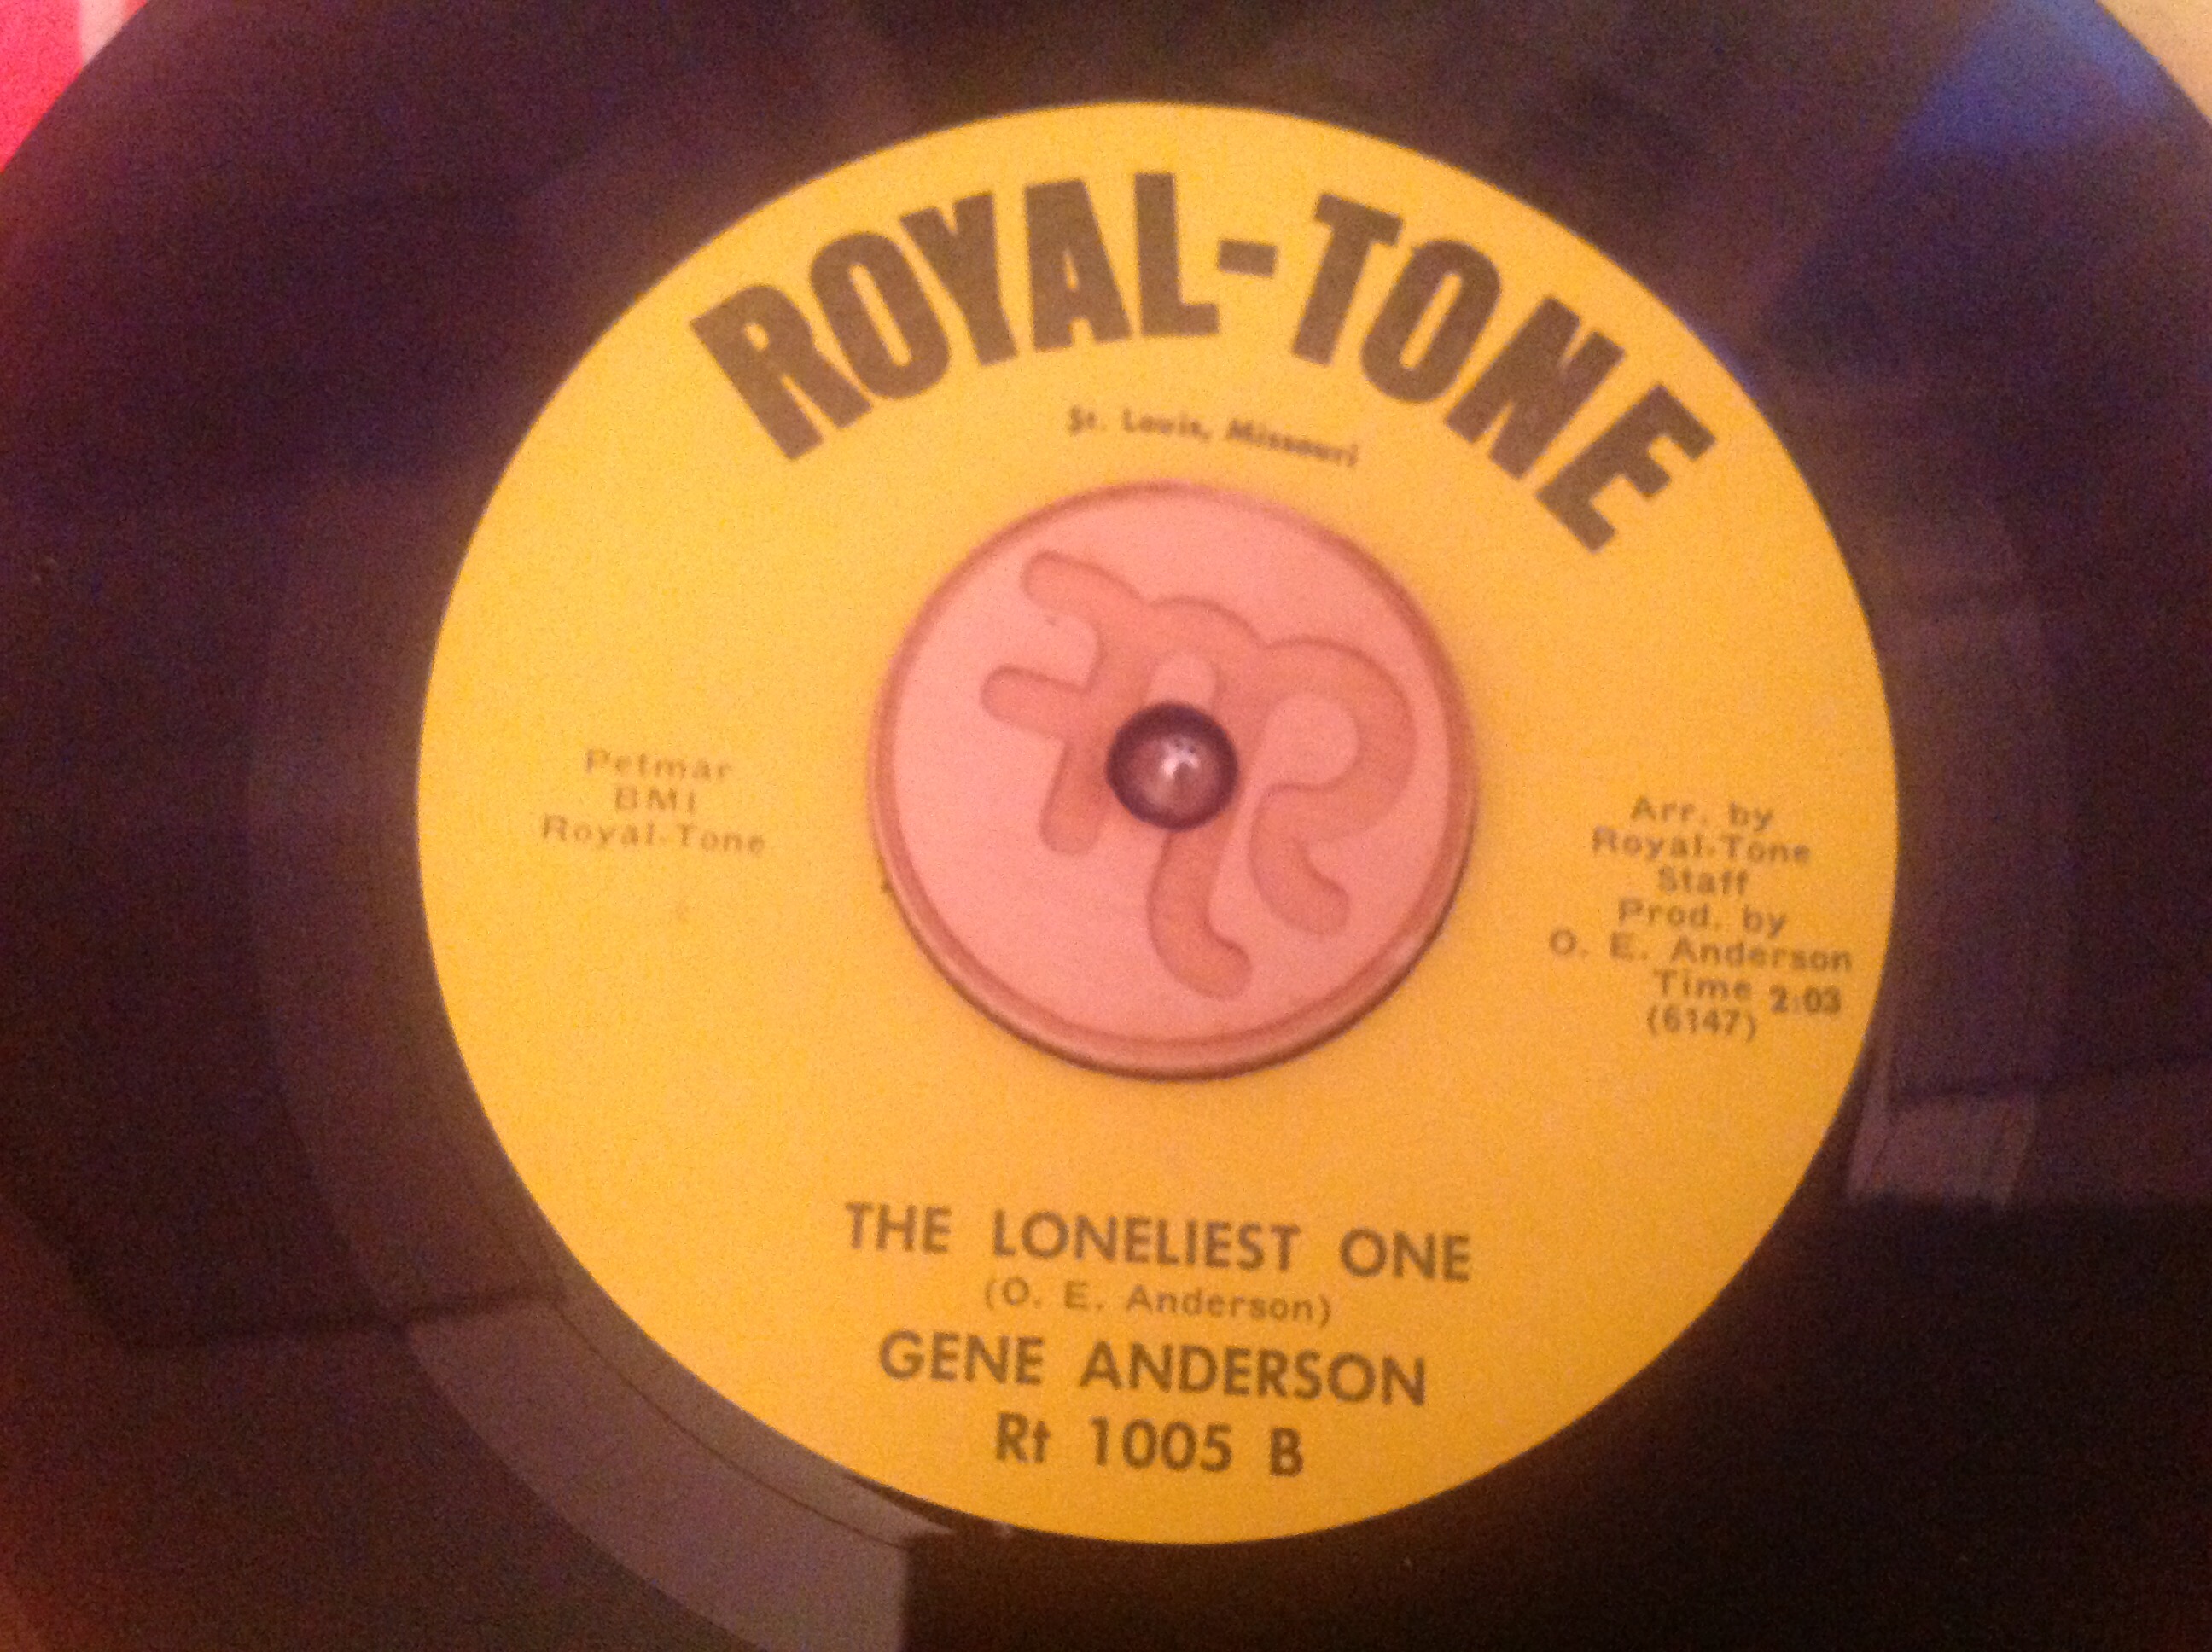 ROYAL-TONE
St. Louis, Missouri
Petmar
BMI
Royal-Tone
Arr. by
Royal-Tone
Staff
Prod. by
O. E. Anderson
Time 2:03
(6147)
THE LONELIEST ONE
(O. E. Anderson)
GENE ANDERSON
Rt 1005 B